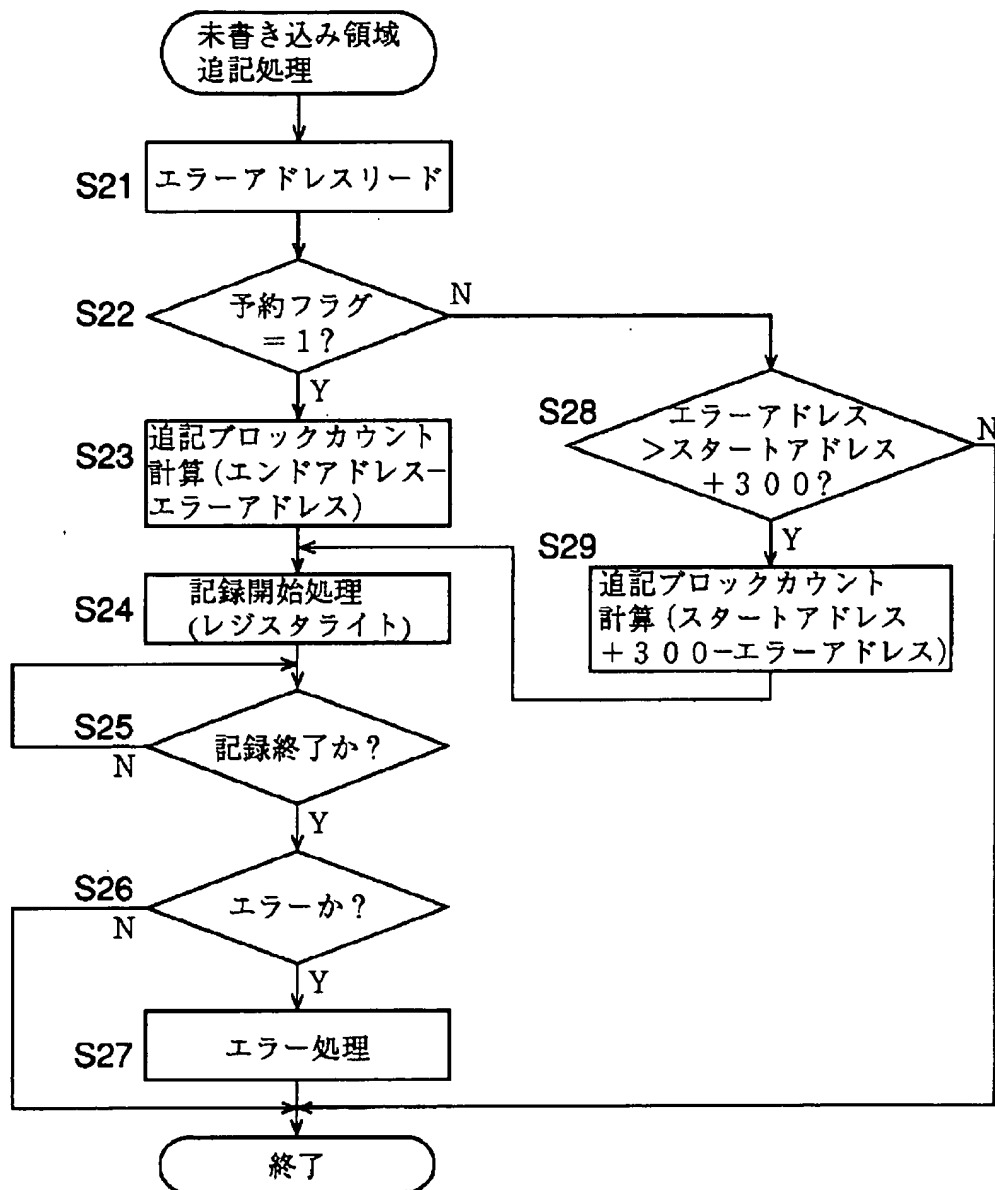 未書き込み領域
追記処理
S21
エラーアドレスリード
S22
予約フラグ
=1?
N
Y
S23
追記ブロックカウント
計算(エンドアドレス−
エラーアドレス)
S28
エラーアドレス
>スタートアドレス
+300?
N
Y
S29
追記ブロックカウント
計算(スタートアドレス
+300−エラーアドレス)
S24
記録開始処理
(レジスタライト)
S25
記録終了か?
N
Y
S26
エラーか?
N
Y
S27
エラー処理
終了